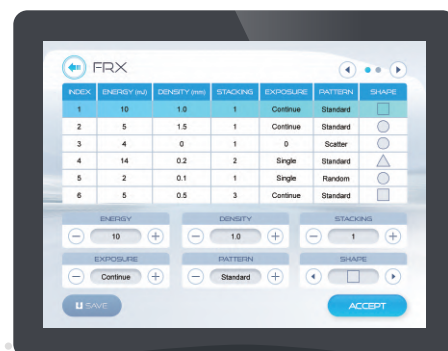 FRX
INDEX ENERGY (mJ) DENSITY (mm) STACKING EXPOSURE PATTERN SHAPE
1 10 1.0 1 Continue Standard
2 5 1.5 1 Continue Standard
3 4 0 1 0 Scatter
4 14 0.2 2 Single Standard
5 2 0.1 1 Single Random
6 5 0.5 3 Continue Standard
ENERGY DENSITY STACKING
10 1.0 1
EXPOSURE PATTERN SHAPE
Continue Standard
SAVE ACCEPT